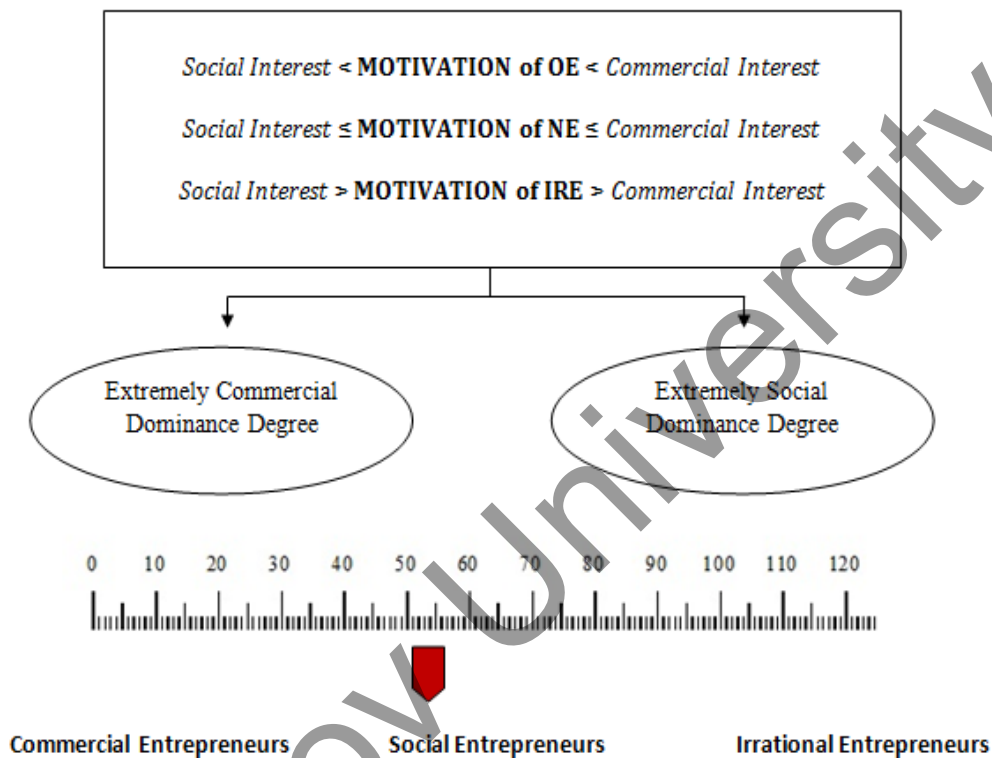 Social Interest < MOTIVATION of OE < Commercial Interest
Social Interest ≤ MOTIVATION of NE ≤ Commercial Interest
Social Interest > MOTIVATION of IRE > Commercial Interest
Extremely Commercial
Dominance Degree
Extremely Social
Dominance Degree
0 10 20 30 40 50 60 70 80 90 100 110 120
Commercial Entrepreneurs Social Entrepreneurs Irrational Entrepreneurs
University